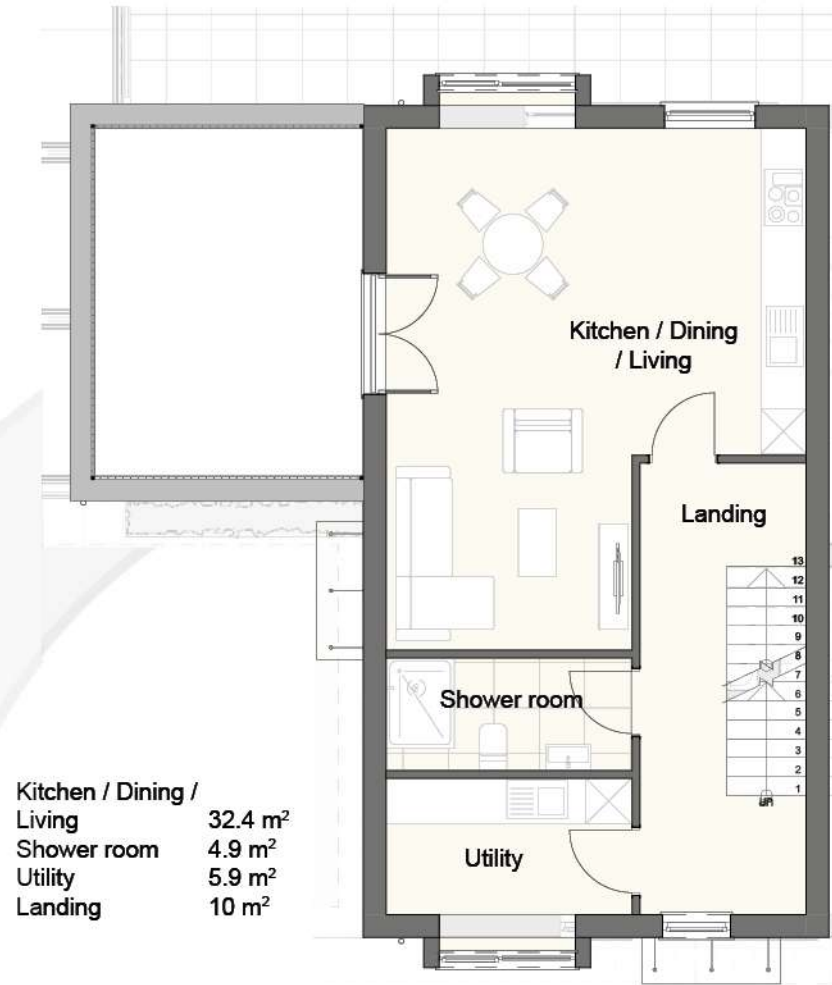 Kitchen / Dining
/ Living
Landing
13
12
11
10
9
8
7
6
5
4
3
2
1
UP
Shower room
Utility
Kitchen / Dining /
Living 32.4 m²
Shower room 4.9 m²
Utility 5.9 m²
Landing 10 m²